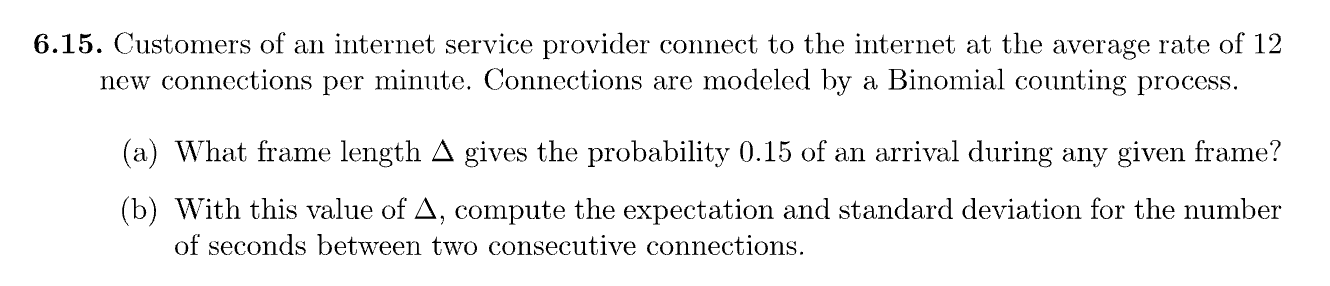 6.15. Customers of an internet service provider connect to the internet at the average rate of 12
new connections per minute. Connections are modeled by a Binomial counting process.
(a) What frame length Δ gives the probability 0.15 of an arrival during any given frame?
(b) With this value of Δ, compute the expectation and standard deviation for the number
of seconds between two consecutive connections.